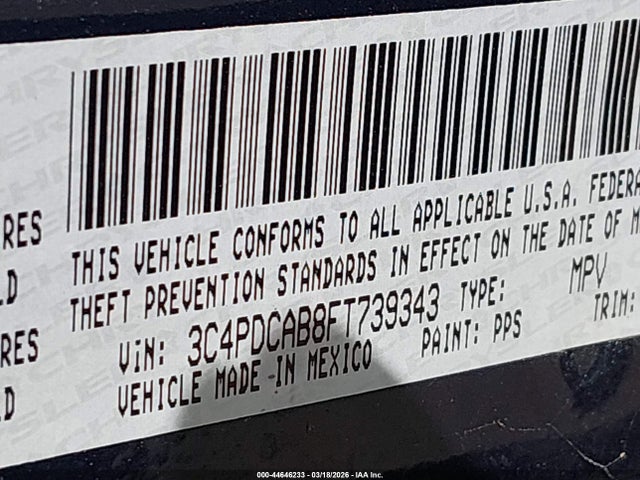 RES
LD
RES
LD
THIS VEHICLE CONFORMS TO ALL APPLICABLE U.S.A. FEDERA
THEFT PREVENTION STANDARDS IN EFFECT ON THE DATE OF M
VIN: 3C4PDCAB8FT739343 TYPE: MPV
VEHICLE MADE IN MEXICO PAINT: PPS TRIM:
000-44646233 - 03/18/2026 - IAA Inc.